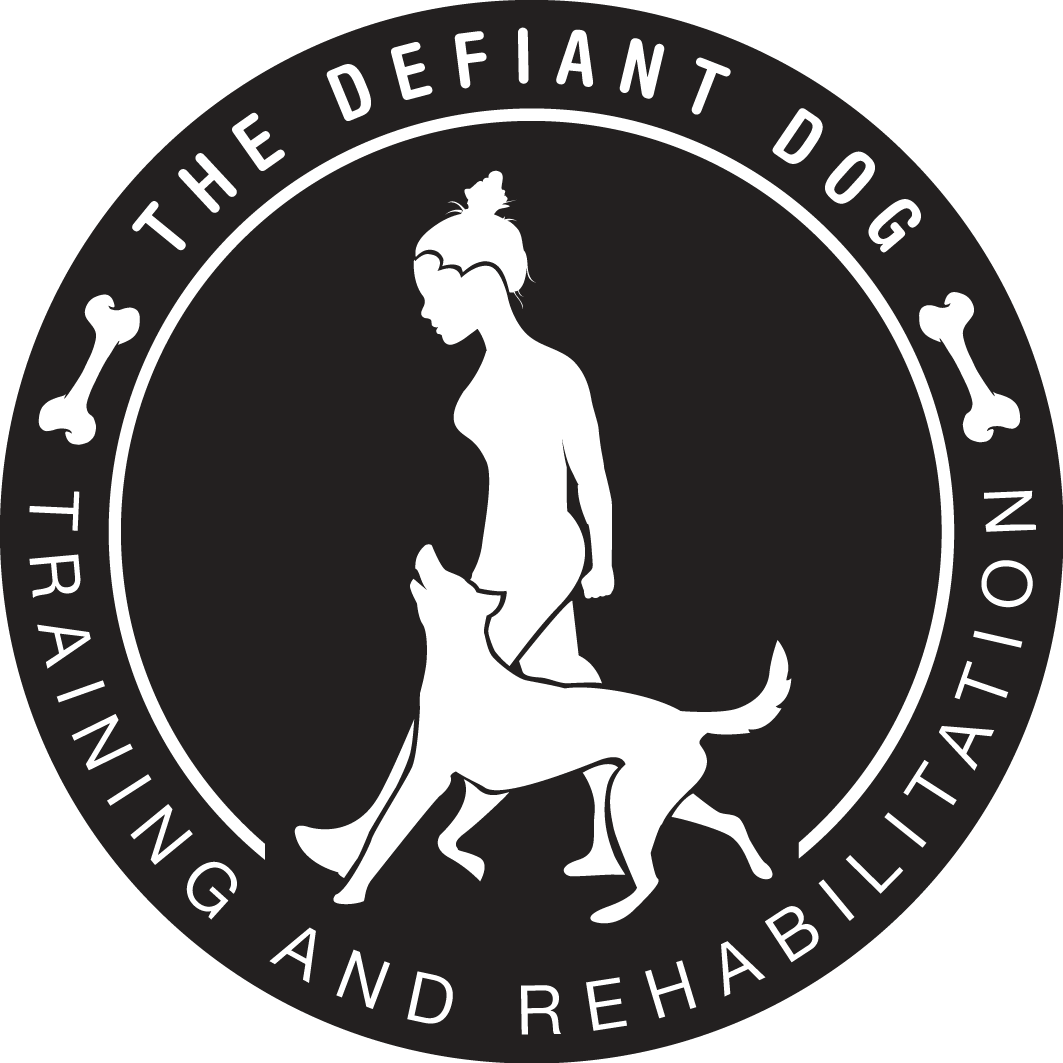 THE DEFIANT DOG
TRAINING AND REHABILITATION